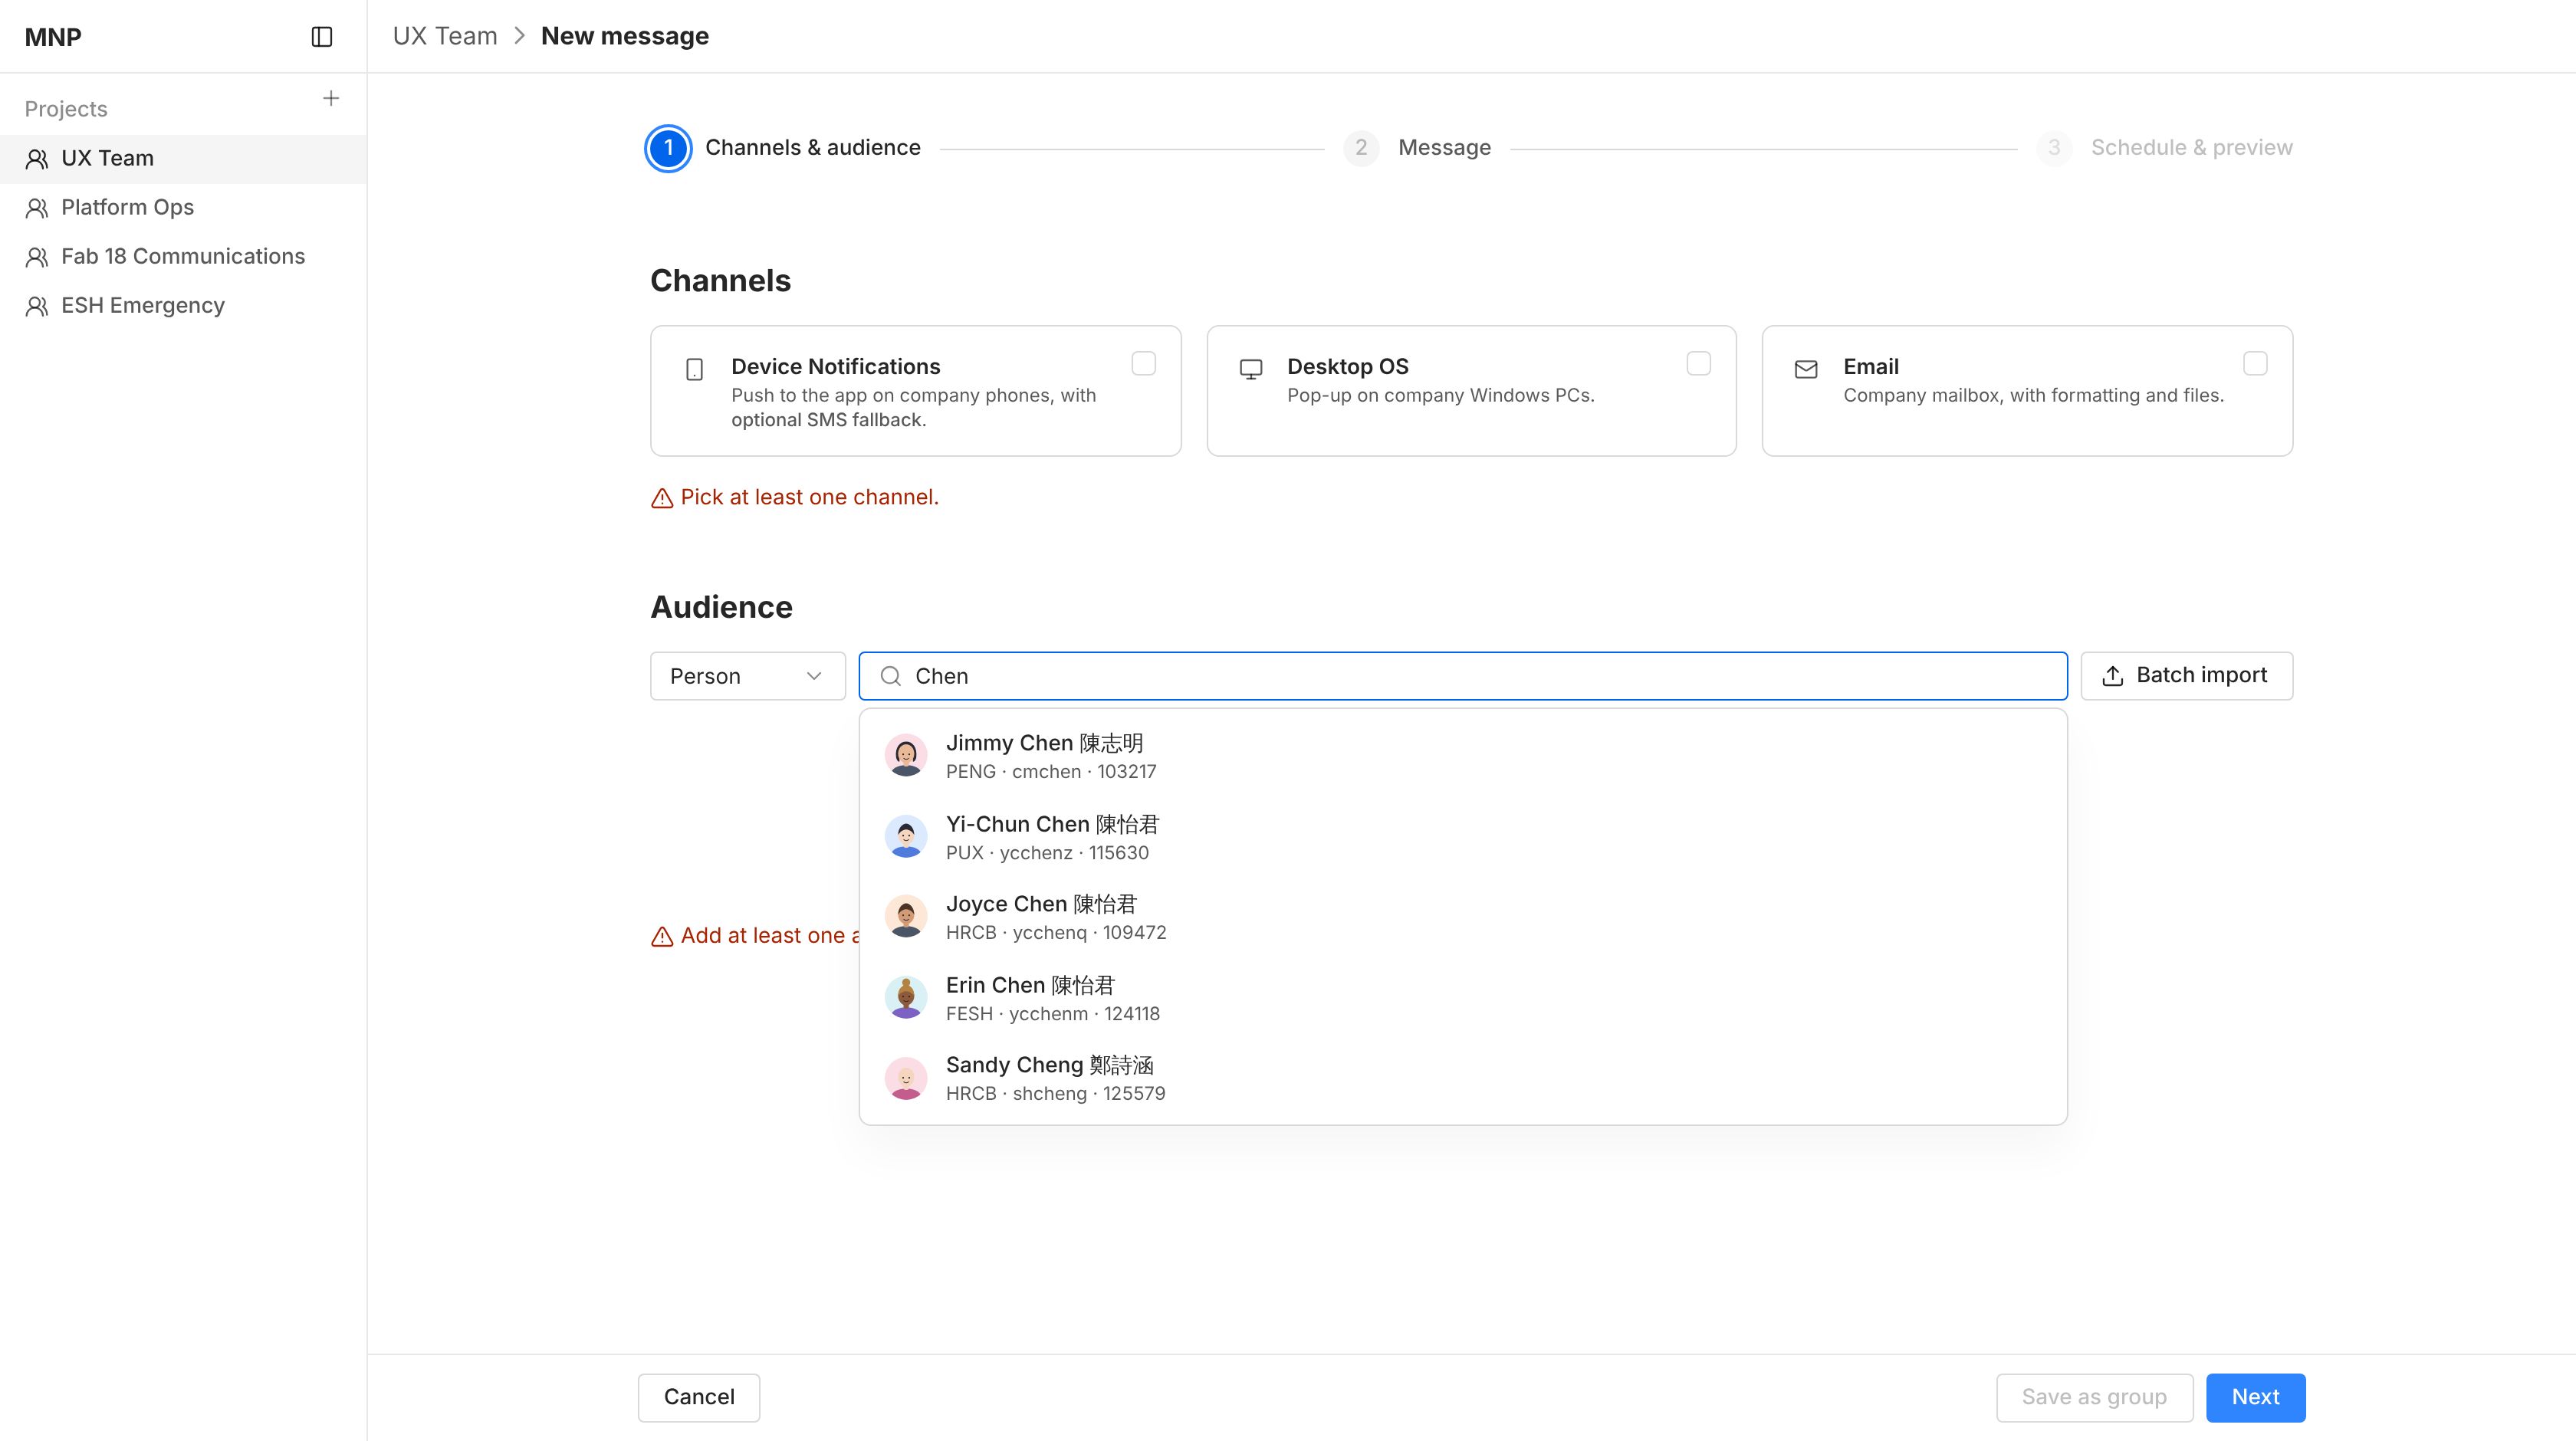 MNP
UX Team > New message
Projects
UX Team
Platform Ops
Fab 18 Communications
ESH Emergency
1 Channels & audience
2 Message
3 Schedule & preview
Channels
Device Notifications
Push to the app on company phones, with
optional SMS fallback.
Desktop OS
Pop-up on company Windows PCs.
Email
Company mailbox, with formatting and files.
Pick at least one channel.
Audience
Person
Chen
Batch import
Jimmy Chen 陳志明
PENG · cmchen · 103217
Yi-Chun Chen 陳怡君
PUX · ycchenz · 115630
Joyce Chen 陳怡君
HRCB · ycchenq · 109472
Add at least one a
Erin Chen 陳怡君
FESH · ycchenm · 124118
Sandy Cheng 鄭詩涵
HRCB · shcheng · 125579
Cancel
Save as group
Next